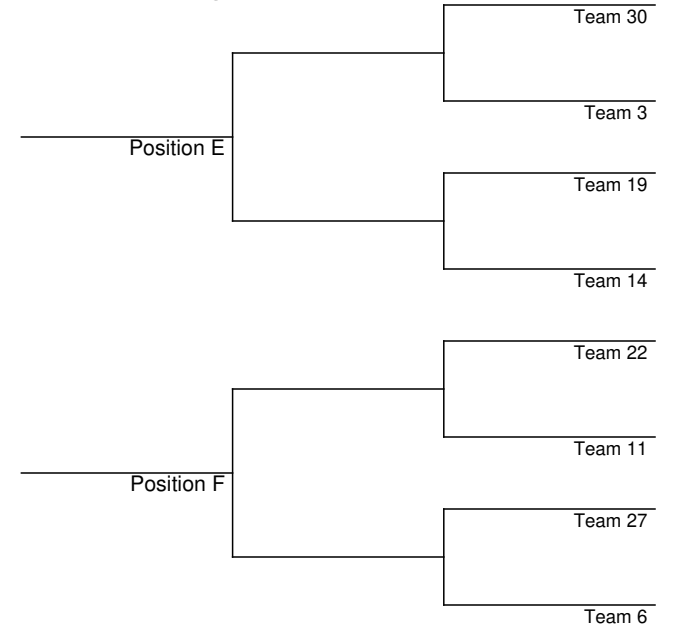 Team 30
Team 3
Position E
Team 19
Team 14
Team 22
Team 11
Position F
Team 27
Team 6